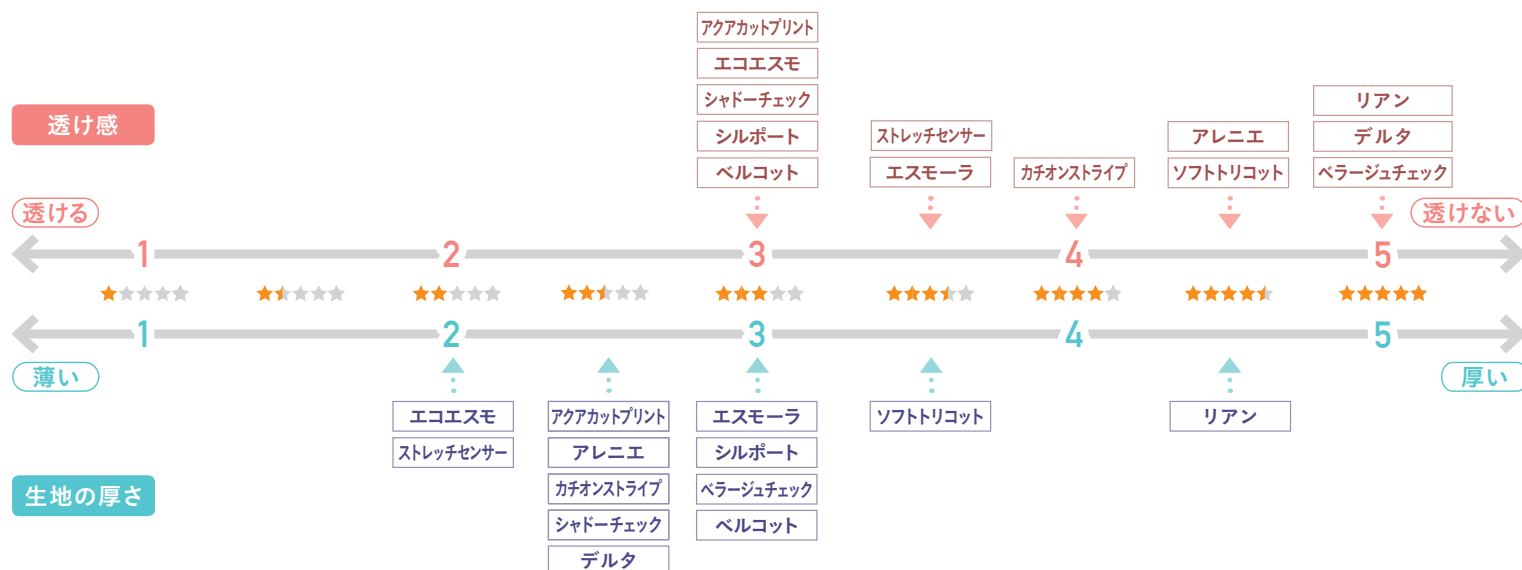 アクアカットプリント
エコエスモ
シャドーチェック
シルポート
ベルコット
ストレッチセンサー
エスモーラ
カチオンストライプ
アレニエ
ソフトトリコット
リアン
デルタ
ベラージュチェック
透け感
透ける
透けない
1 2 3 4 5
★★★★★ ★★★★★ ★★★★★ ★★★★★ ★★★★★ ★★★★★ ★★★★★ ★★★★★ ★★★★★
1 2 3 4 5
薄い
厚い
エコエスモ
ストレッチセンサー
アクアカットプリント
アレニエ
カチオンストライプ
シャドーチェック
デルタ
エスモーラ
シルポート
ベラージュチェック
ベルコット
ソフトトリコット
リアン
生地の厚さ